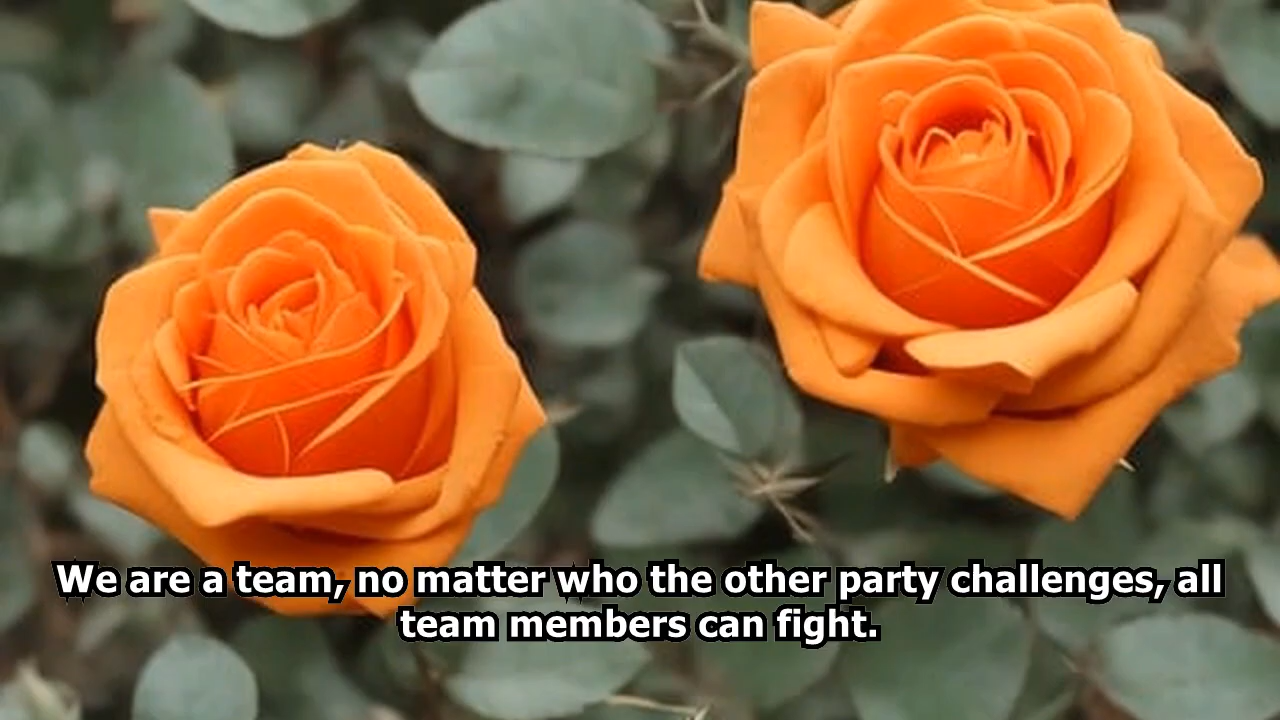 We are a team, no matter who the other party challenges, all
team members can fight.